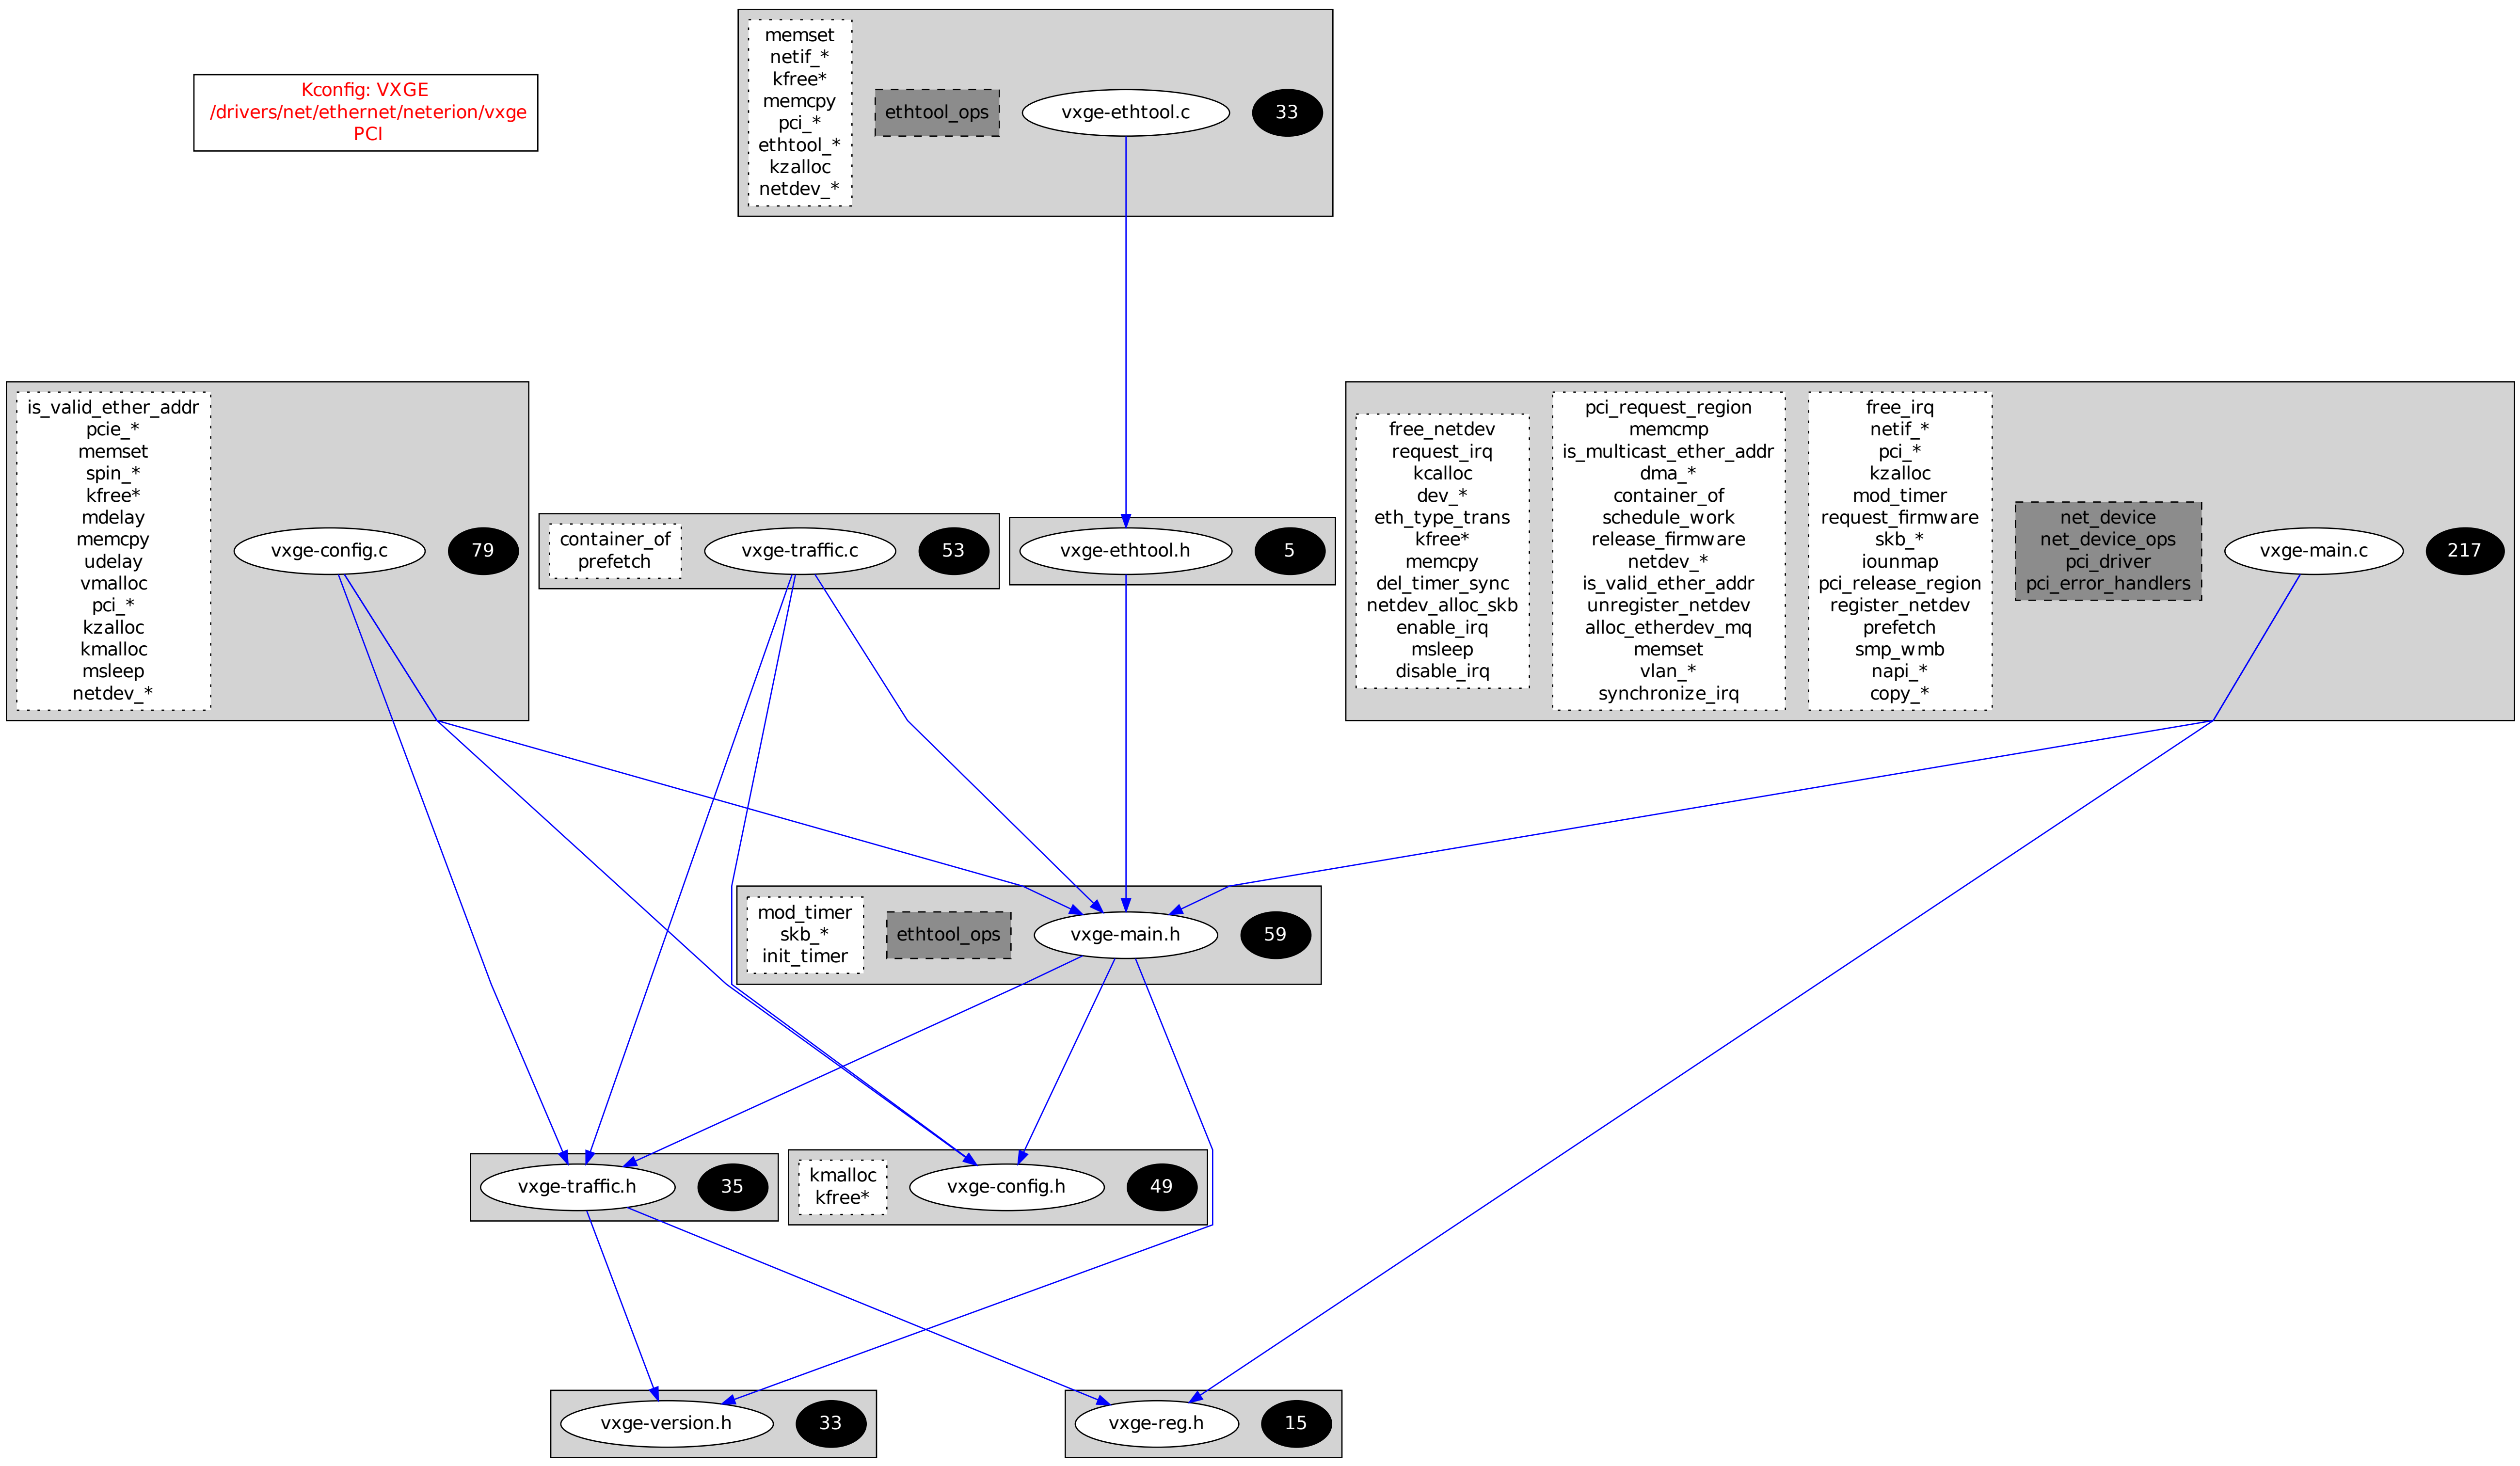 memset
netif_*
kfree*
memcpy
pci_*
ethtool_*
kzalloc
netdev_*
ethtool_ops
vxge-ethtool.c
33
Kconfig: VXGE
/drivers/net/ethernet/neterion/vxge
PCI
is_valid_ether_addr
pcie_*
memset
spin_*
kfree*
mdelay
memcpy
udelay
vmalloc
pci_*
kzalloc
kmalloc
msleep
netdev_*
vxge-config.c
79
container_of
prefetch
vxge-traffic.c
53
vxge-ethtool.h
5
free_netdev
request_irq
kcalloc
dev_*
eth_type_trans
kfree*
memcpy
del_timer_sync
netdev_alloc_skb
enable_irq
msleep
disable_irq
pci_request_region
memcmp
is_multicast_ether_addr
dma_*
container_of
schedule_work
release_firmware
netdev_*
is_valid_ether_addr
unregister_netdev
alloc_etherdev_mq
memset
vlan_*
synchronize_irq
free_irq
netif_*
pci_*
kzalloc
mod_timer
request_firmware
skb_*
iounmap
pci_release_region
register_netdev
prefetch
smp_wmb
napi_*
copy_*
net_device
net_device_ops
pci_driver
pci_error_handlers
vxge-main.c
217
mod_timer
skb_*
init_timer
ethtool_ops
vxge-main.h
59
vxge-traffic.h
35
kmalloc
kfree*
vxge-config.h
49
vxge-version.h
33
vxge-reg.h
15